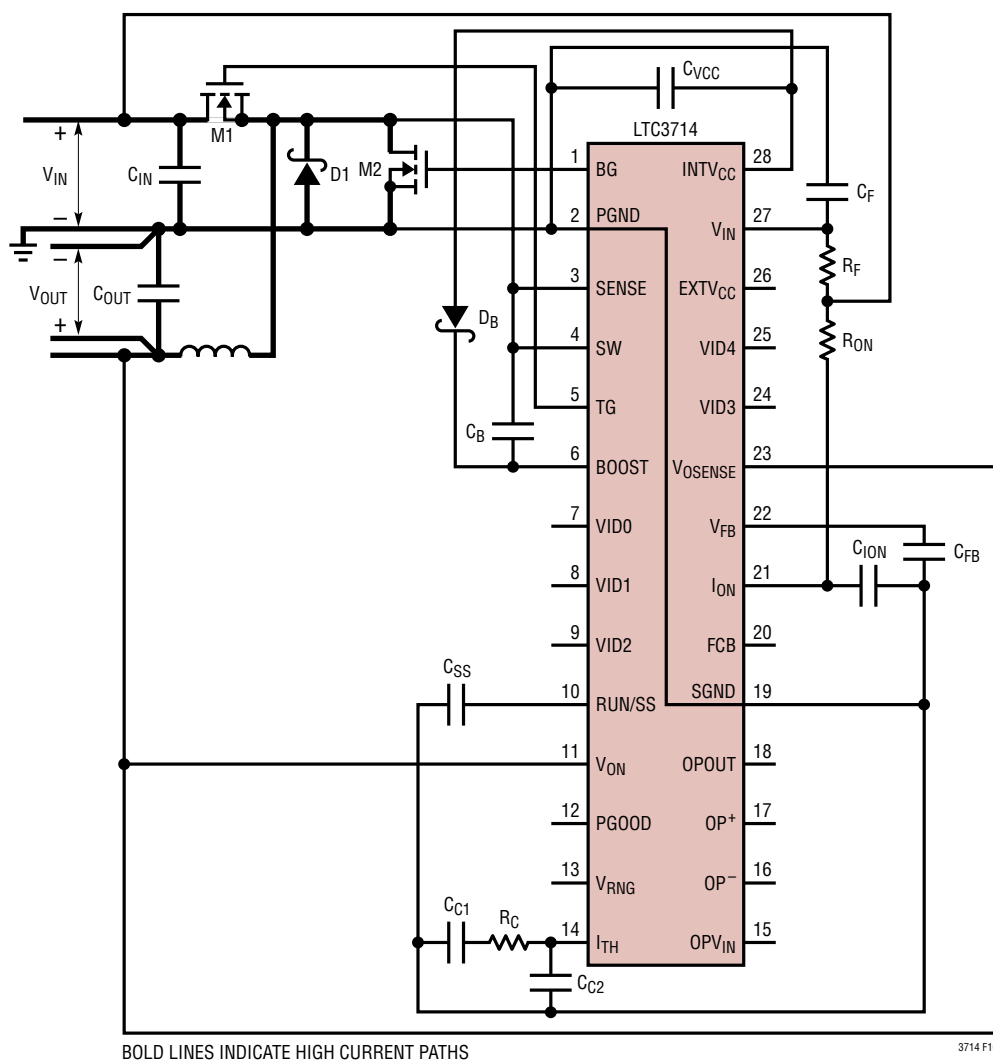 CVCC
LTC3714
M1
+
VIN
−
CIN
D1
M2
−
VOUT
+
COUT
DB
CB
CF
RF
RON
CION
CFB
CSS
CC1
RC
CC2
1 BG
2 PGND
3 SENSE
4 SW
5 TG
6 BOOST
7 VID0
8 VID1
9 VID2
10 RUN/SS
11 VON
12 PGOOD
13 VRNG
14 ITH
INTVCC 28
VIN 27
EXTVCC 26
VID4 25
VID3 24
VOSENSE 23
VFB 22
ION 21
FCB 20
SGND 19
OPOUT 18
OP+ 17
OP− 16
OPVIN 15
BOLD LINES INDICATE HIGH CURRENT PATHS
3714 F1